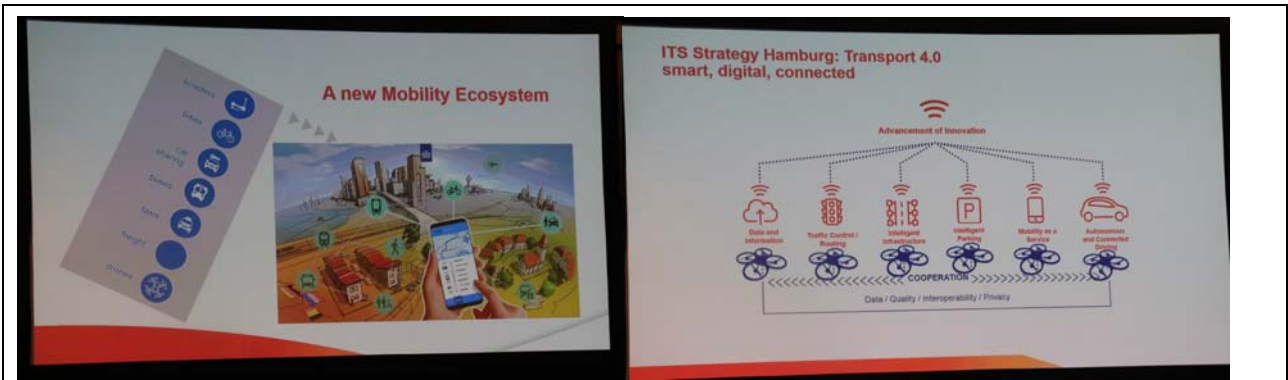 A new Mobility Ecosystem
scooters
bikes
car
sharing
buses
taxis
freight
drones
ITS Strategy Hamburg: Transport 4.0
smart, digital, connected
Advancement of Innovation
Data and
Information
Traffic Control /
Routing
Intelligent
Infrastructure
Intelligent
Parking
Mobility as a
Service
Autonomous
and Connected
Driving
P
COOPERATION
Data / Quality / Interoperability / Privacy